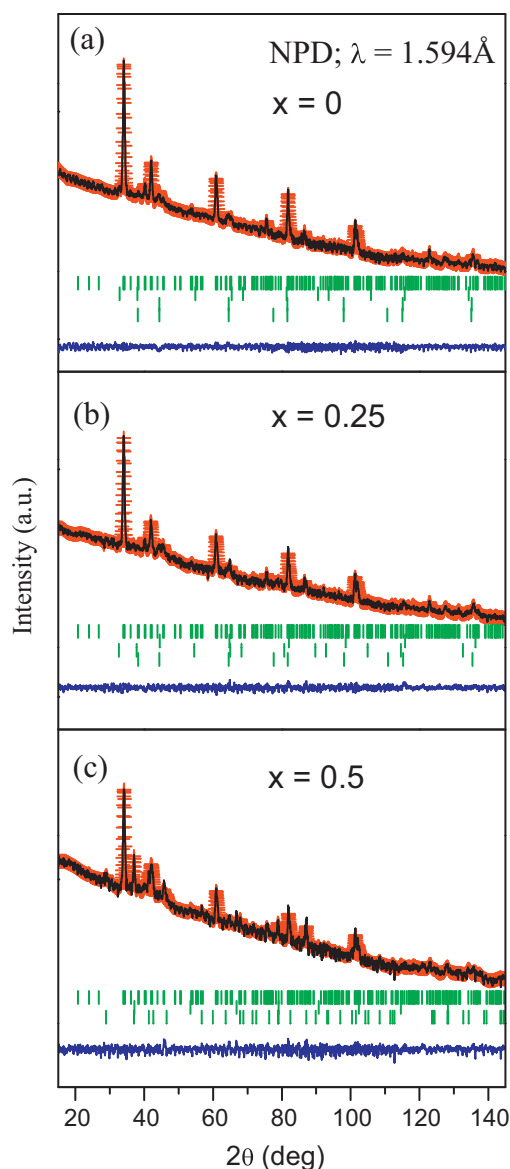 (a)
NPD; λ = 1.594Å
x = 0
(b)
x = 0.25
(c)
x = 0.5
Intensity (a.u.)
20 40 60 80 100 120 140
2θ (deg)